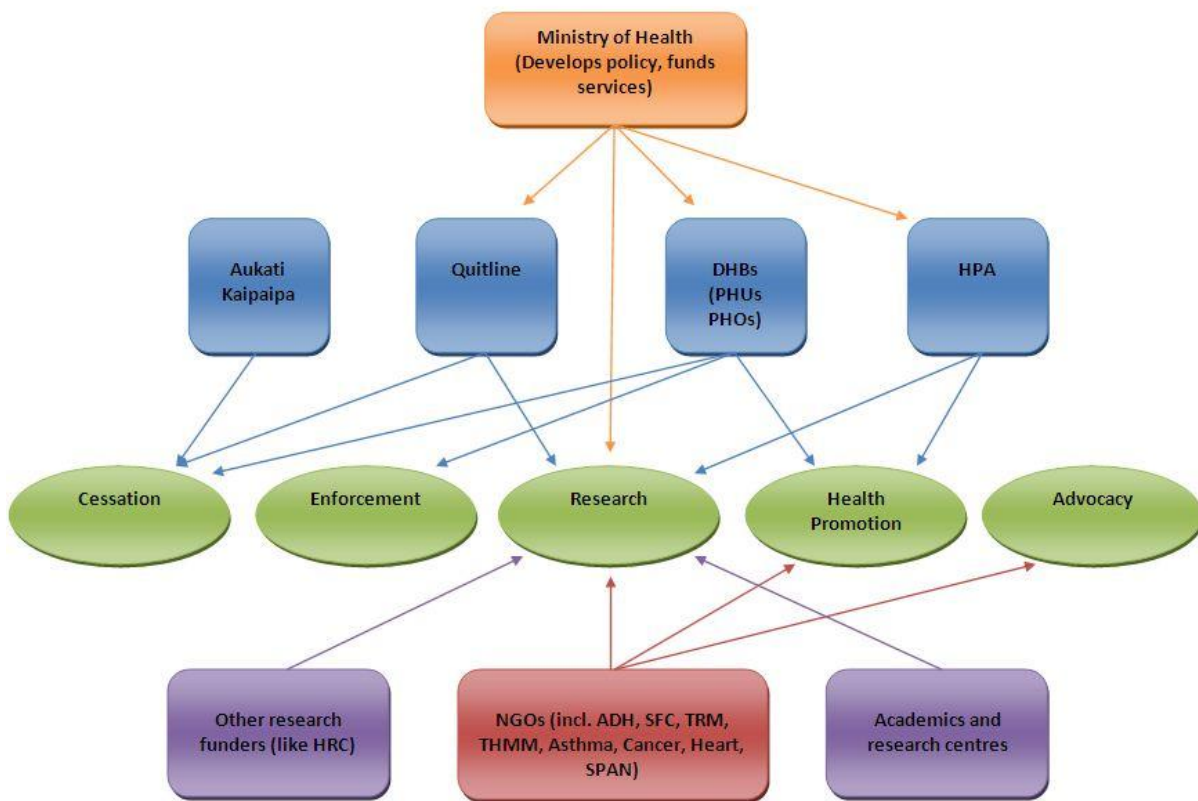 Ministry of Health
(Develops policy, funds
services)
Aukati
Kaipaipa
Quitline
DHBs
(PHUs
PHOs)
HPA
Cessation
Enforcement
Research
Health
Promotion
Advocacy
Other research
funders (like HRC)
NGOs (incl. ADH, SFC, TRM,
THMM, Asthma, Cancer, Heart,
SPAN)
Academics and
research centres